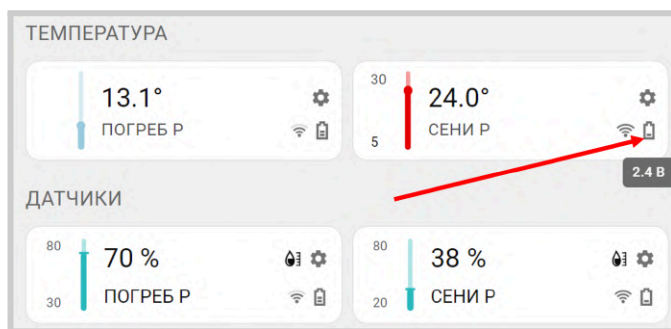 ТЕМПЕРАТУРА
13.1°
ПОГРЕБ Р
30
24.0°
5
СЕНИ Р
2.4 В
ДАТЧИКИ
80
70 %
30
ПОГРЕБ Р
80
38 %
20
СЕНИ Р